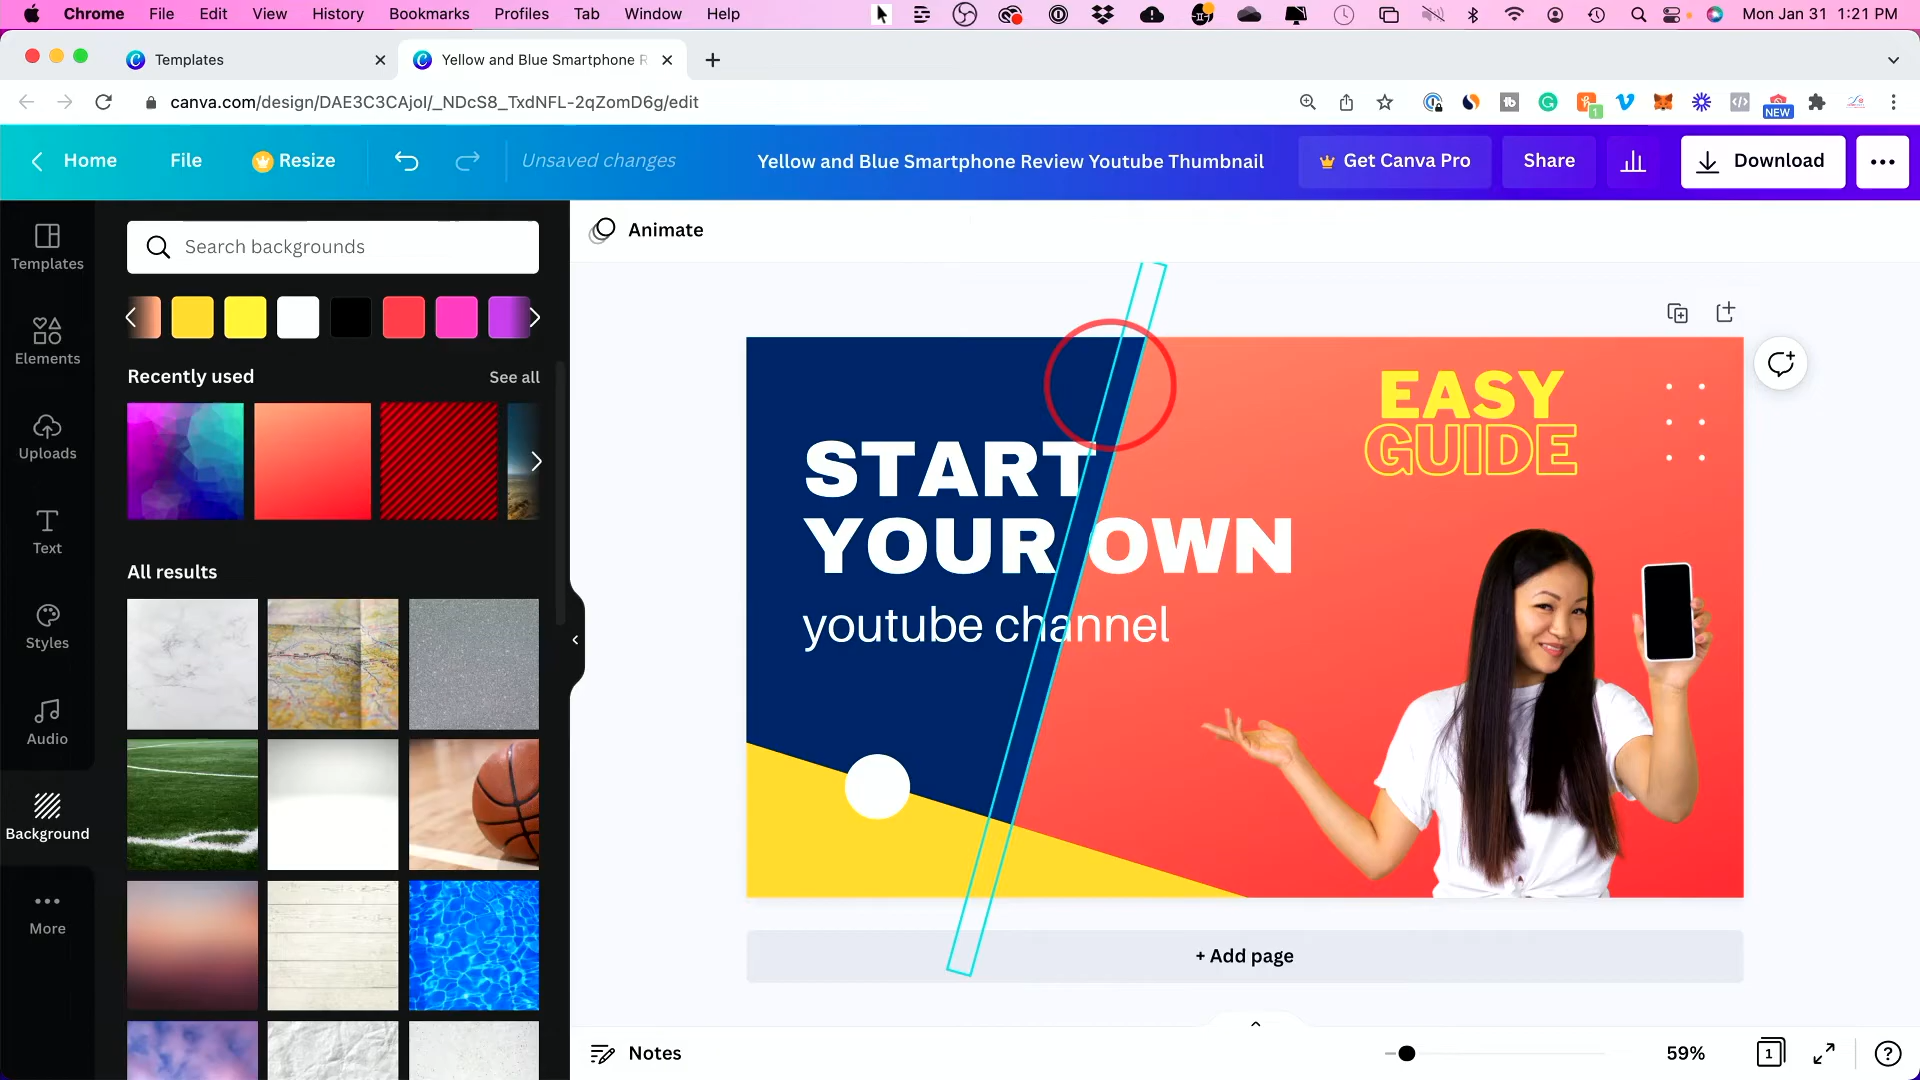 Chrome File Edit View History Bookmarks Profiles Tab Window Help Mon Jan 31 1:21 PM
Templates
Yellow and Blue Smartphone R
canva.com/design/DAE3C3CAjoI/_NDcS8_TxdNFL-2qZomD6g/edit
NEW
Home File Resize Unsaved changes Yellow and Blue Smartphone Review Youtube Thumbnail Get Canva Pro Share Download
Templates
Elements
Uploads
Text
Styles
Audio
Background
More
Search backgrounds
Recently used See all
All results
Animate
START
YOUR OWN
youtube channel
EASY
GUIDE
+ Add page
Notes
59%
1